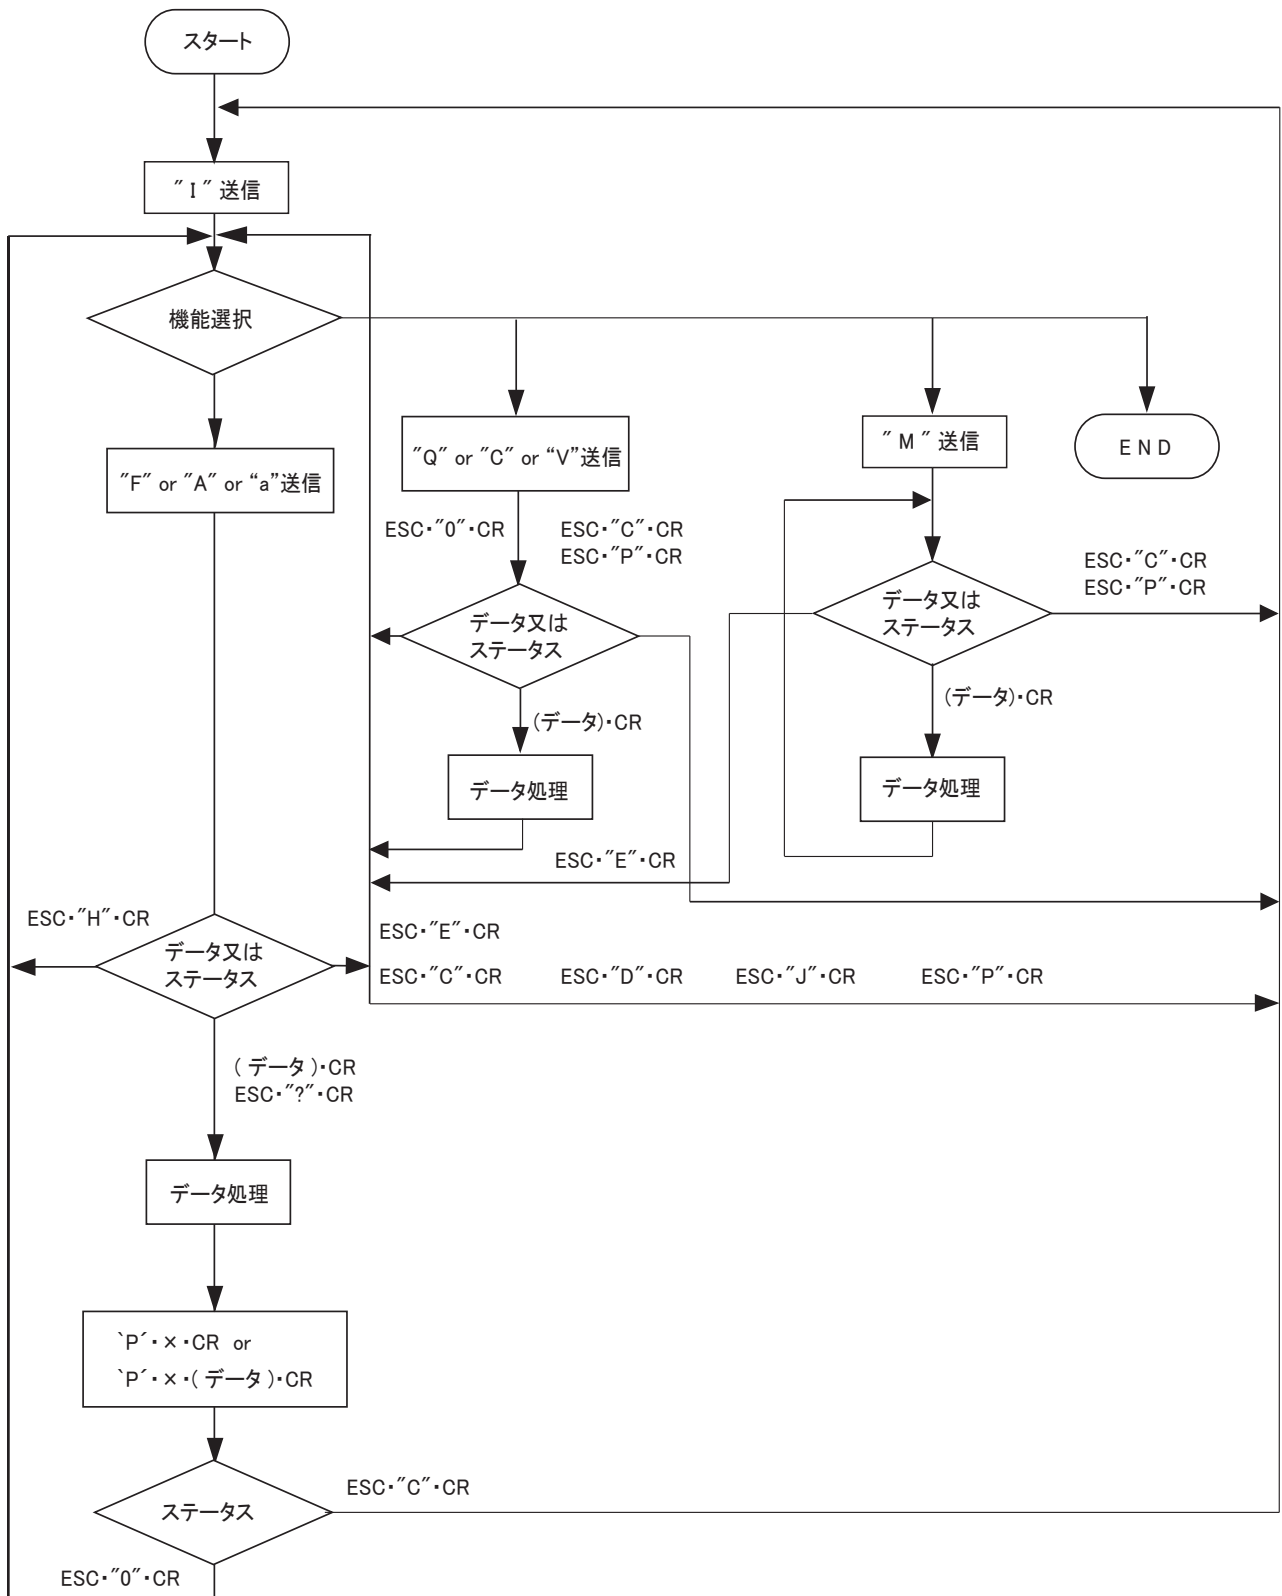 スタート
″ I ″ 送信
機能選択
″F″ or ″A″ or “a”送信
″Q″ or ″C″ or “V”送信
″ M ″ 送信
E N D
ESC・″0″・CR
ESC・″C″・CR
ESC・″P″・CR
データ又は
ステータス
(データ)・CR
データ処理
ESC・″C″・CR
ESC・″P″・CR
データ又は
ステータス
(データ)・CR
データ処理
ESC・″E″・CR
ESC・″H″・CR
データ又は
ステータス
ESC・″E″・CR
ESC・″C″・CR ESC・″D″・CR ESC・″J″・CR ESC・″P″・CR
( データ )・CR
ESC・″?″・CR
データ処理
`P´・×・CR or
`P´・×・( データ )・CR
ステータス
ESC・″C″・CR
ESC・″0″・CR